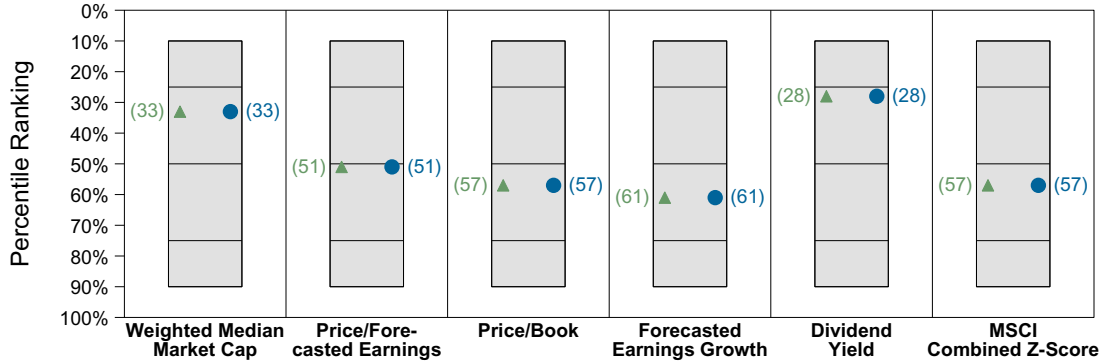 Percentile Ranking
0%
10%
20%
30%
40%
50%
60%
70%
80%
90%
100%
(33) (33)
(51) (51)
(57) (57)
(61) (61)
(28) (28)
(57) (57)
Weighted Median
Market Cap
Price/Fore-
casted Earnings
Price/Book
Forecasted
Earnings Growth
Dividend
Yield
MSCI
Combined Z-Score